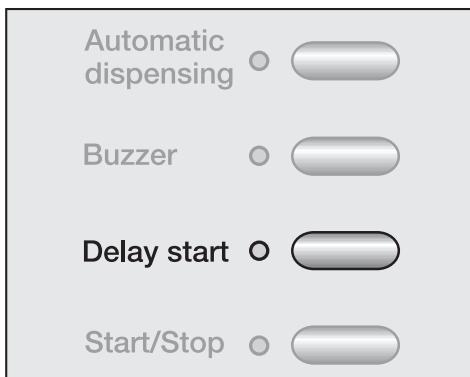 Automatic
dispensing
Buzzer
Delay start
Start/Stop